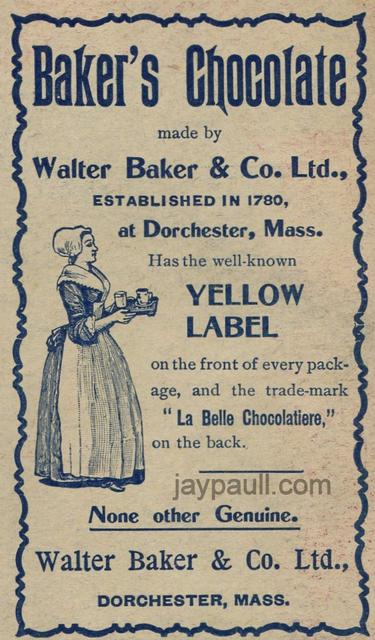 Baker's Chocolate
made by
Walter Baker & Co. Ltd.,
ESTABLISHED IN 1780,
at Dorchester, Mass.
Has the well-known
YELLOW
LABEL
on the front of every pack-
age, and the trade-mark
"La Belle Chocolatiere,"
on the back.
jaypaull.com
None other Genuine.
Walter Baker & Co. Ltd.,
DORCHESTER, MASS.